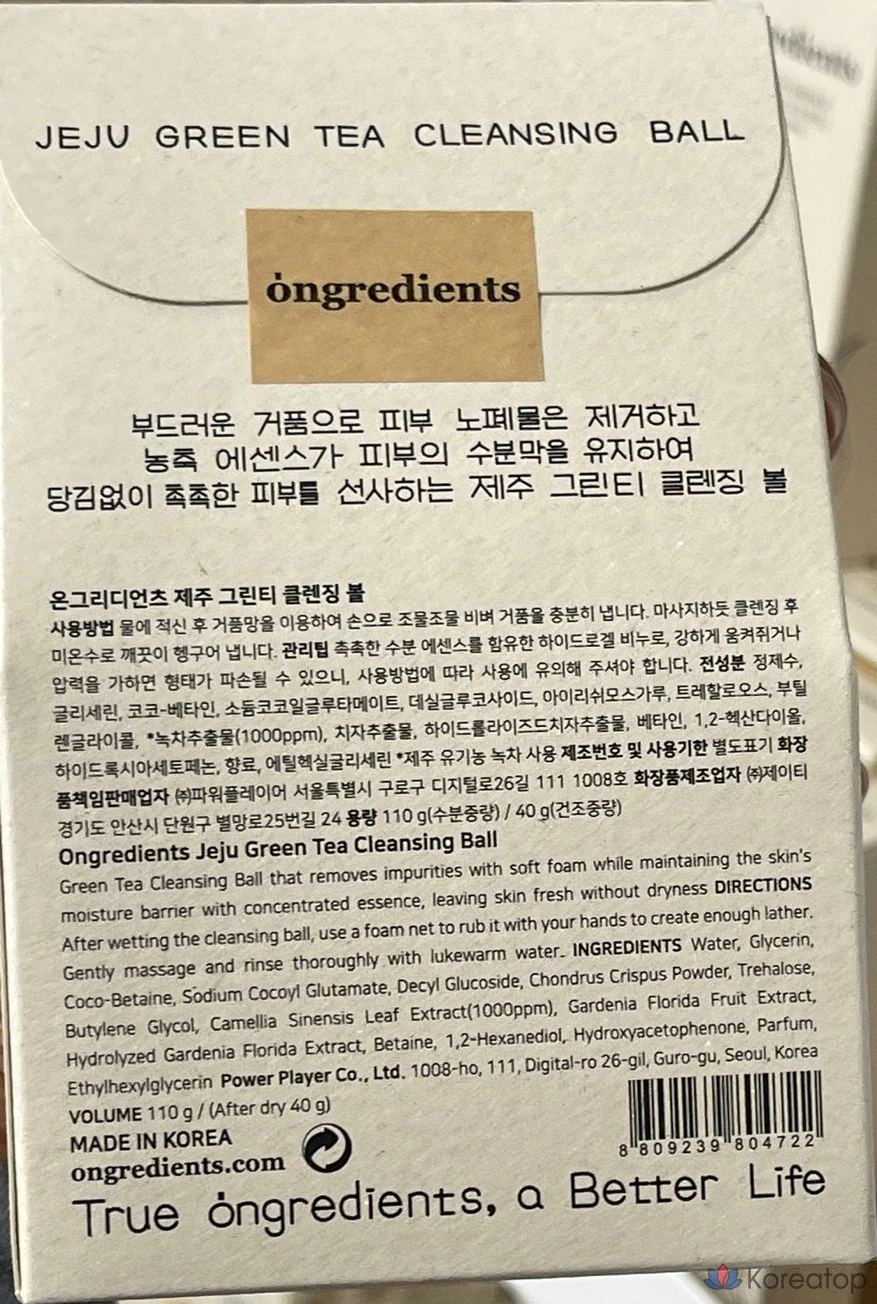 JEJU GREEN TEA CLEANSING BALL
ongredients
부드러운 거품으로 피부 노폐물은 제거하고
농축 에센스가 피부의 수분막을 유지하여
당김없이 촉촉한 피부를 선사하는 제주 그린티 클렌징 볼
온그리디언츠 제주 그린티 클렌징 볼
사용방법 물에 적신 후 거품망을 이용하여 손으로 조물조물 비벼 거품을 충분히 냅니다. 마사지하듯 클렌징 후
미온수로 깨끗이 헹구어 냅니다. 관리팁 촉촉한 수분 에센스를 함유한 하이드로겔 비누로, 강하게 움켜쥐거나
압력을 가하면 형태가 파손될 수 있으니, 사용방법에 따라 사용에 유의해 주셔야 합니다. 전성분 정제수,
글리세린, 코코-베타인, 소듐코코일글루타메이트, 데실글루코사이드, 아이리쉬모스가루, 트레할로오스, 부틸
렌글라이콜, *녹차추출물(1000ppm), 치자추출물, 하이드롤라이즈드치자추출물, 베타인, 1,2-헥산다이올,
하이드록시아세토페논, 향료, 에틸헥실글리세린 *제주 유기농 녹차 사용 제조번호 및 사용기한 별도표기 화장
품책임판매업자 ㈜파워플레이어 서울특별시 구로구 디지털로26길 111 1008호 화장품제조업자 ㈜제이티
경기도 안산시 단원구 별망로25번길 24 용량 110 g(수분중량) / 40 g(건조중량)
Ongredients Jeju Green Tea Cleansing Ball
Green Tea Cleansing Ball that removes impurities with soft foam while maintaining the skin's
moisture barrier with concentrated essence, leaving skin fresh without dryness DIRECTIONS
After wetting the cleansing ball, use a foam net to rub it with your hands to create enough lather.
Gently massage and rinse thoroughly with lukewarm water. INGREDIENTS Water, Glycerin,
Coco-Betaine, Sodium Cocoyl Glutamate, Decyl Glucoside, Chondrus Crispus Powder, Trehalose,
Butylene Glycol, Camellia Sinensis Leaf Extract(1000ppm), Gardenia Florida Fruit Extract,
Hydrolyzed Gardenia Florida Extract, Betaine, 1,2-Hexanediol, Hydroxyacetophenone, Parfum,
Ethylhexylglycerin Power Player Co., Ltd. 1008-ho, 111, Digital-ro 26-gil, Guro-gu, Seoul, Korea
VOLUME 110 g / (After dry 40 g)
MADE IN KOREA
ongredients.com
8 809239 804722
True ongredients, a Better Life
Koreatop